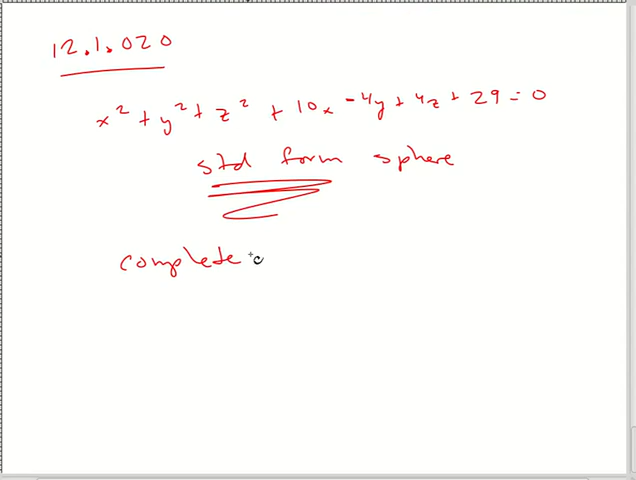 12.1.020
x² + y² + z² + 10x - 4y + 4z + 29 = 0
std form sphere
complete